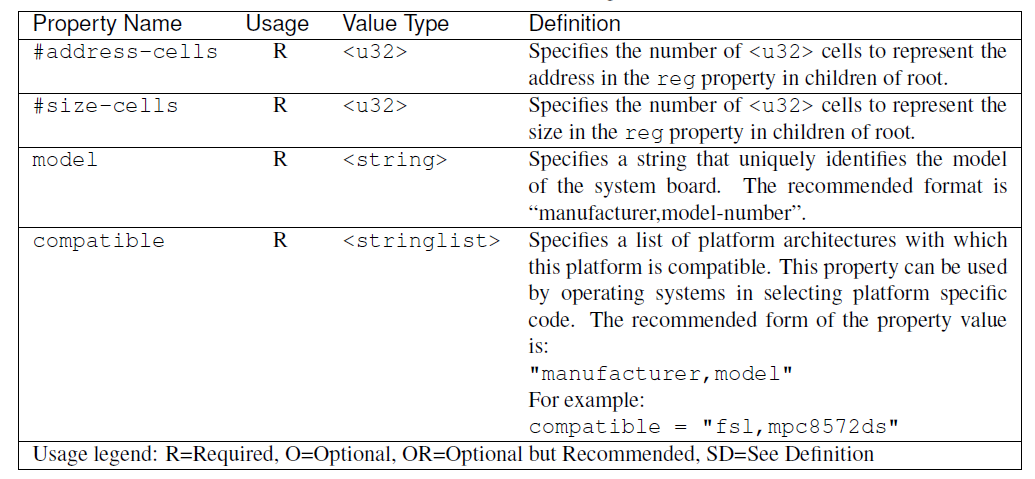 Property Name Usage Value Type Definition
#address-cells R <u32> Specifies the number of <u32> cells to represent the
address in the reg property in children of root.
#size-cells R <u32> Specifies the number of <u32> cells to represent the
size in the reg property in children of root.
model R <string> Specifies a string that uniquely identifies the model
of the system board. The recommended format is
“manufacturer,model-number”.
compatible R <stringlist> Specifies a list of platform architectures with which
this platform is compatible. This property can be used
by operating systems in selecting platform specific
code. The recommended form of the property value
is:
"manufacturer,model"
For example:
compatible = "fsl,mpc8572ds"
Usage legend: R=Required, O=Optional, OR=Optional but Recommended, SD=See Definition